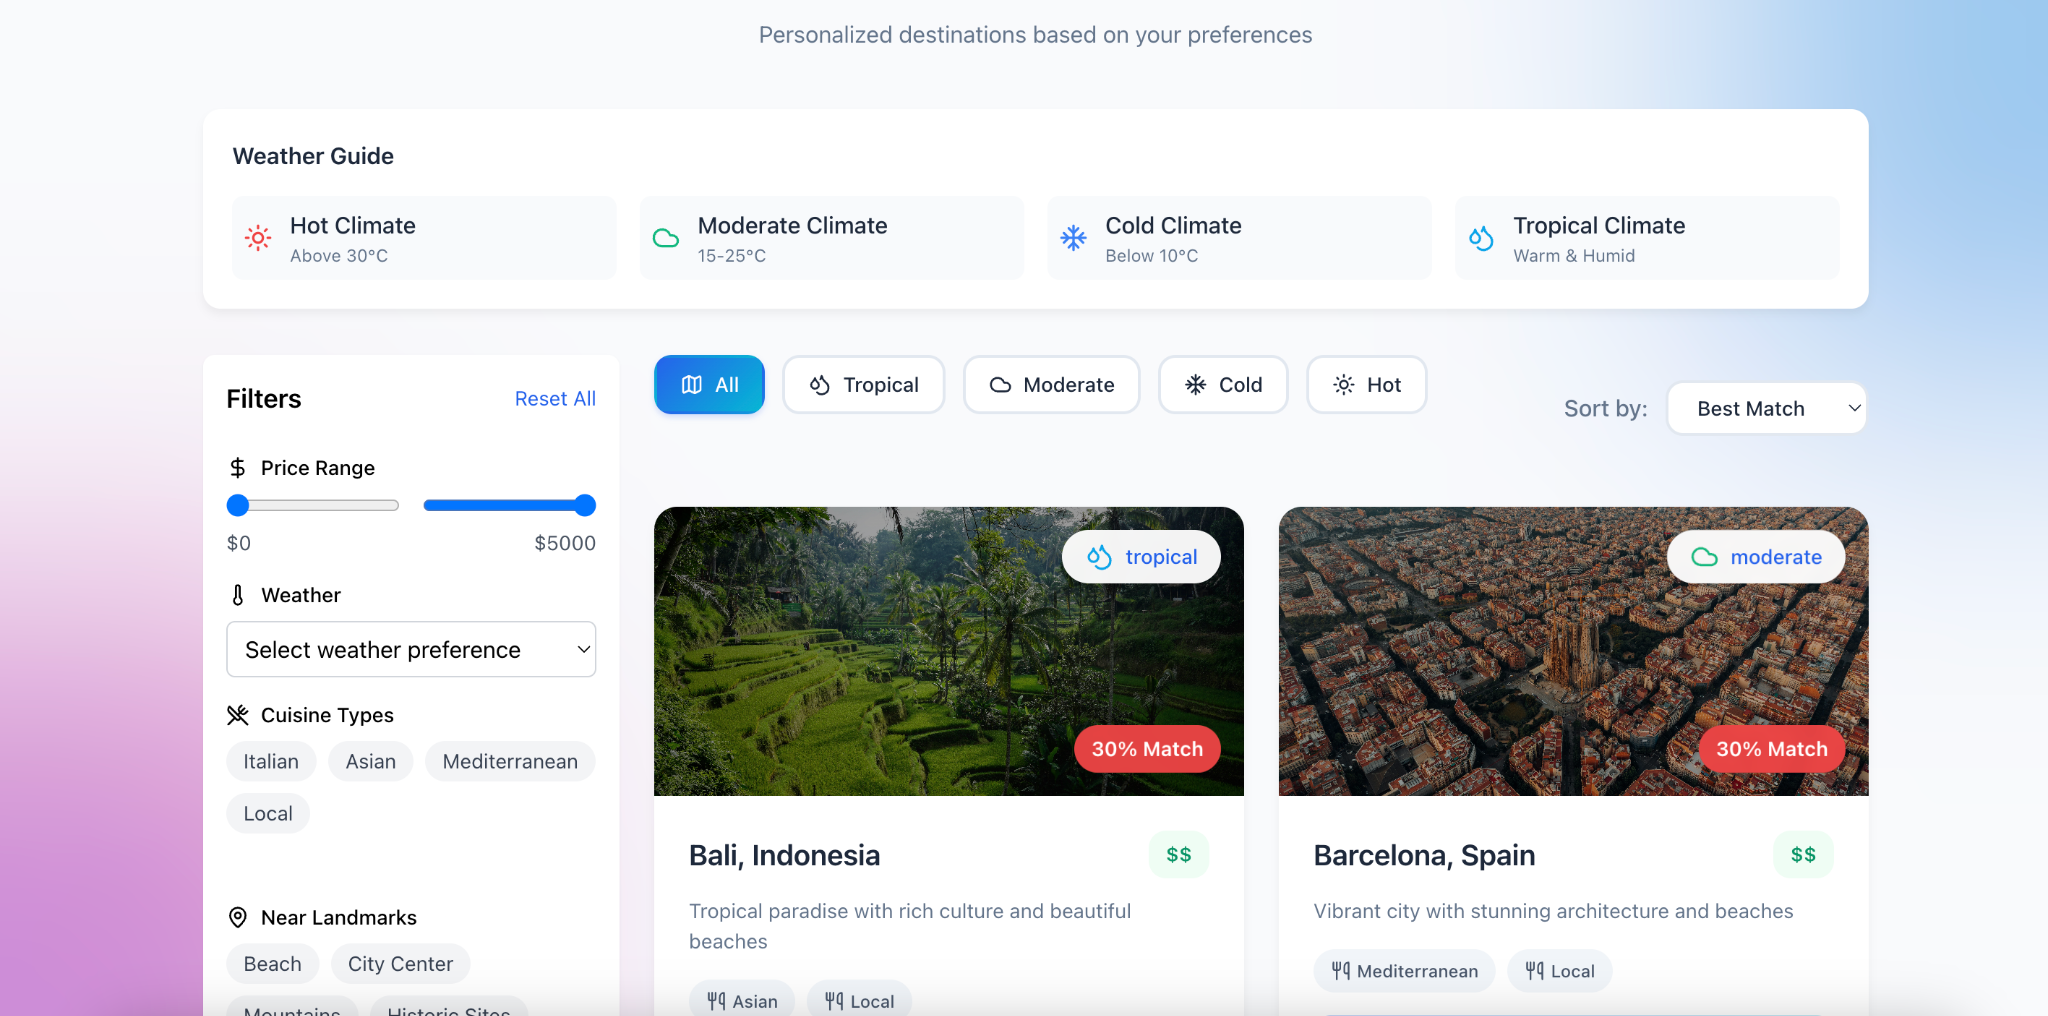 Personalized destinations based on your preferences
Weather Guide
Hot Climate
Above 30°C
Moderate Climate
15-25°C
Cold Climate
Below 10°C
Tropical Climate
Warm & Humid
Filters
Reset All
Price Range
$0
$5000
Weather
Select weather preference
Cuisine Types
Italian
Asian
Mediterranean
Local
Near Landmarks
Beach
City Center
Mountains
Historic Sites
All
Tropical
Moderate
Cold
Hot
Sort by:
Best Match
tropical
30% Match
Bali, Indonesia
$$
Tropical paradise with rich culture and beautiful
beaches
Asian
Local
moderate
30% Match
Barcelona, Spain
$$
Vibrant city with stunning architecture and beaches
Mediterranean
Local